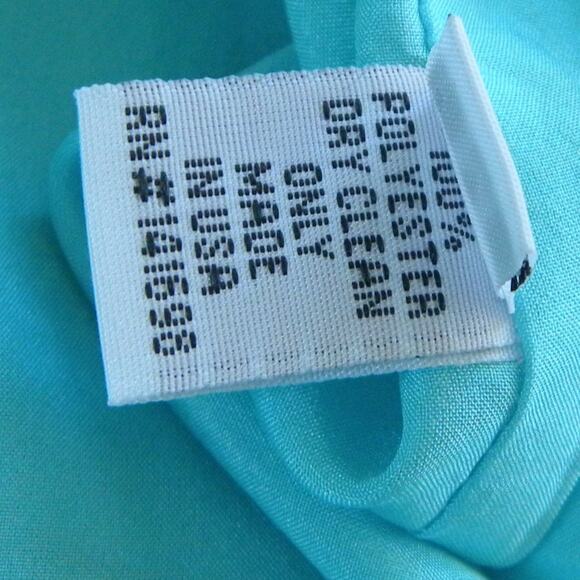 100%
POLYESTER
DRY CLEAN
ONLY
MADE
IN USA
RN# 141698